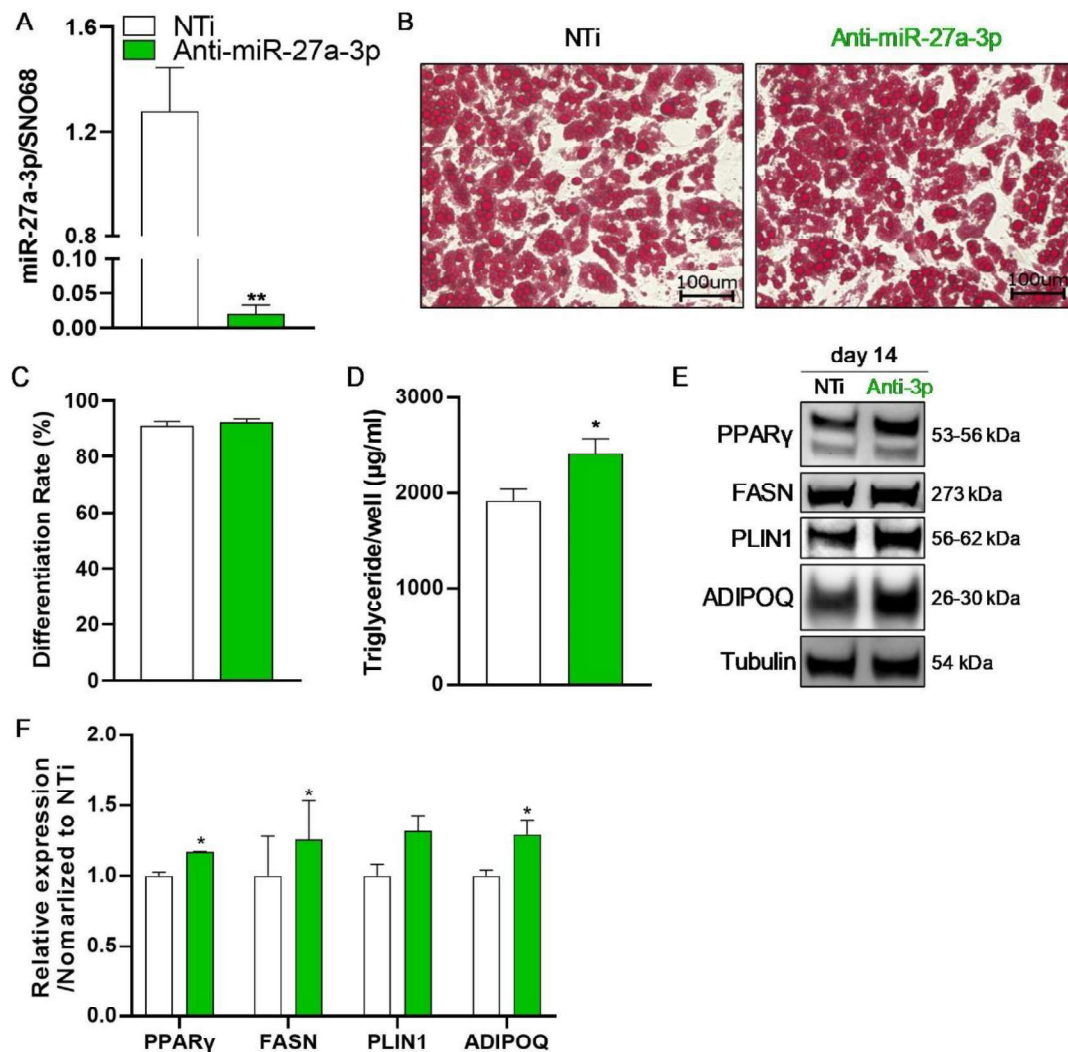 A
NTi
Anti-miR-27a-3p
miR-27a-3p/SNO68
1.6
1.2
0.8
0.10
0.05
0.00
**
B
NTi
Anti-miR-27a-3p
100um
100um
C
Differentiation Rate (%)
100
80
60
40
20
0
D
Triglyceride/well (µg/ml)
3000
2000
1000
0
*
E
day 14
NTi Anti-3p
PPARγ 53-56 kDa
FASN 273 kDa
PLIN1 56-62 kDa
ADIPOQ 26-30 kDa
Tubulin 54 kDa
F
Relative expression
/Nomarlized to NTi
2.0
1.5
1.0
0.5
0.0
* * *
PPARγ FASN PLIN1 ADIPOQ